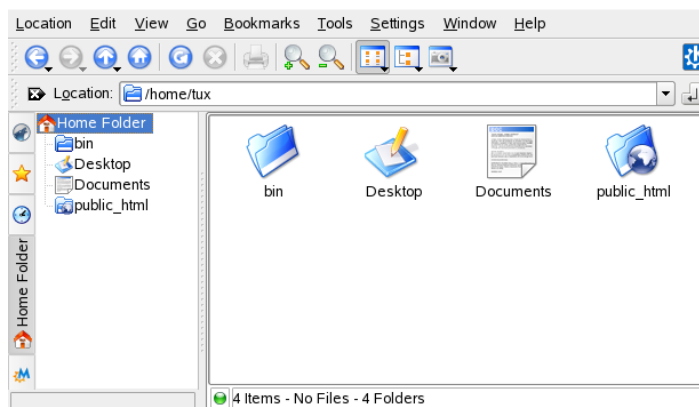 Location Edit View Go Bookmarks Tools Settings Window Help
Location: /home/tux
Home Folder
bin
Desktop
Documents
public_html
Home Folder
bin Desktop Documents public_html
4 Items - No Files - 4 Folders